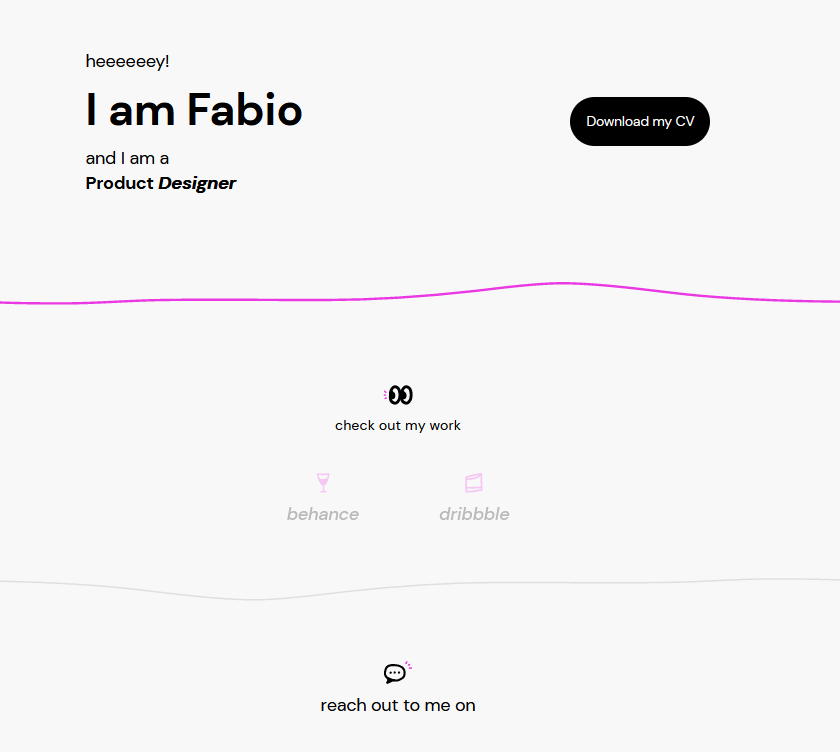 heeeeeey!
I am Fabio
Download my CV
and I am a
Product Designer
check out my work
behance
dribbble
reach out to me on